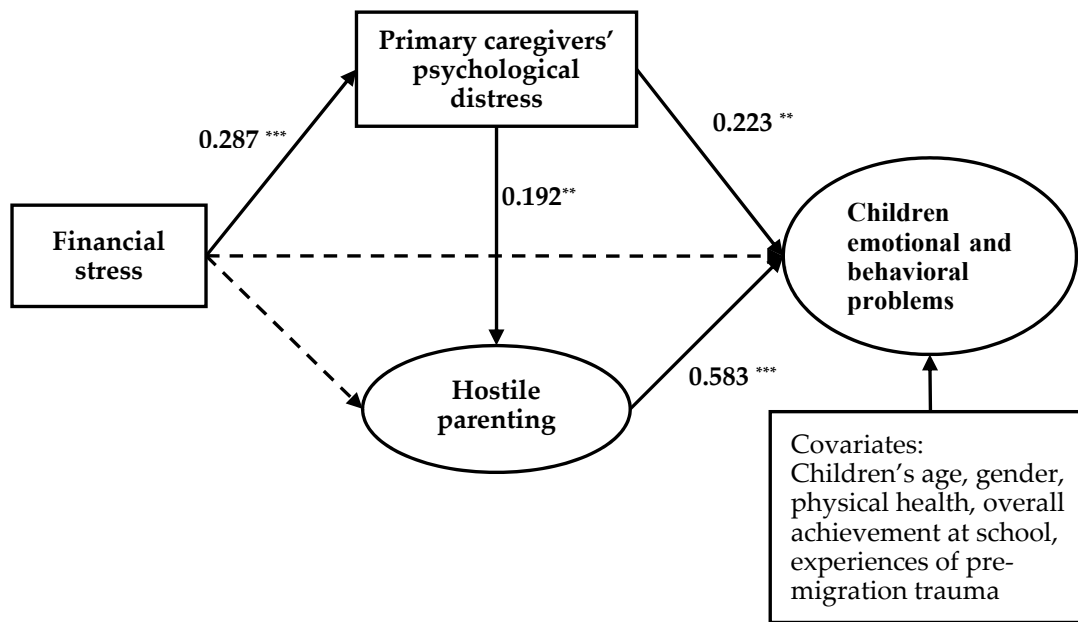 Primary caregivers’
psychological
distress
0.287 ***
0.223 **
0.192**
Financial
stress
Children
emotional and
behavioral
problems
Hostile
parenting
0.583 ***
Covariates:
Children’s age, gender,
physical health, overall
achievement at school,
experiences of pre-
migration trauma